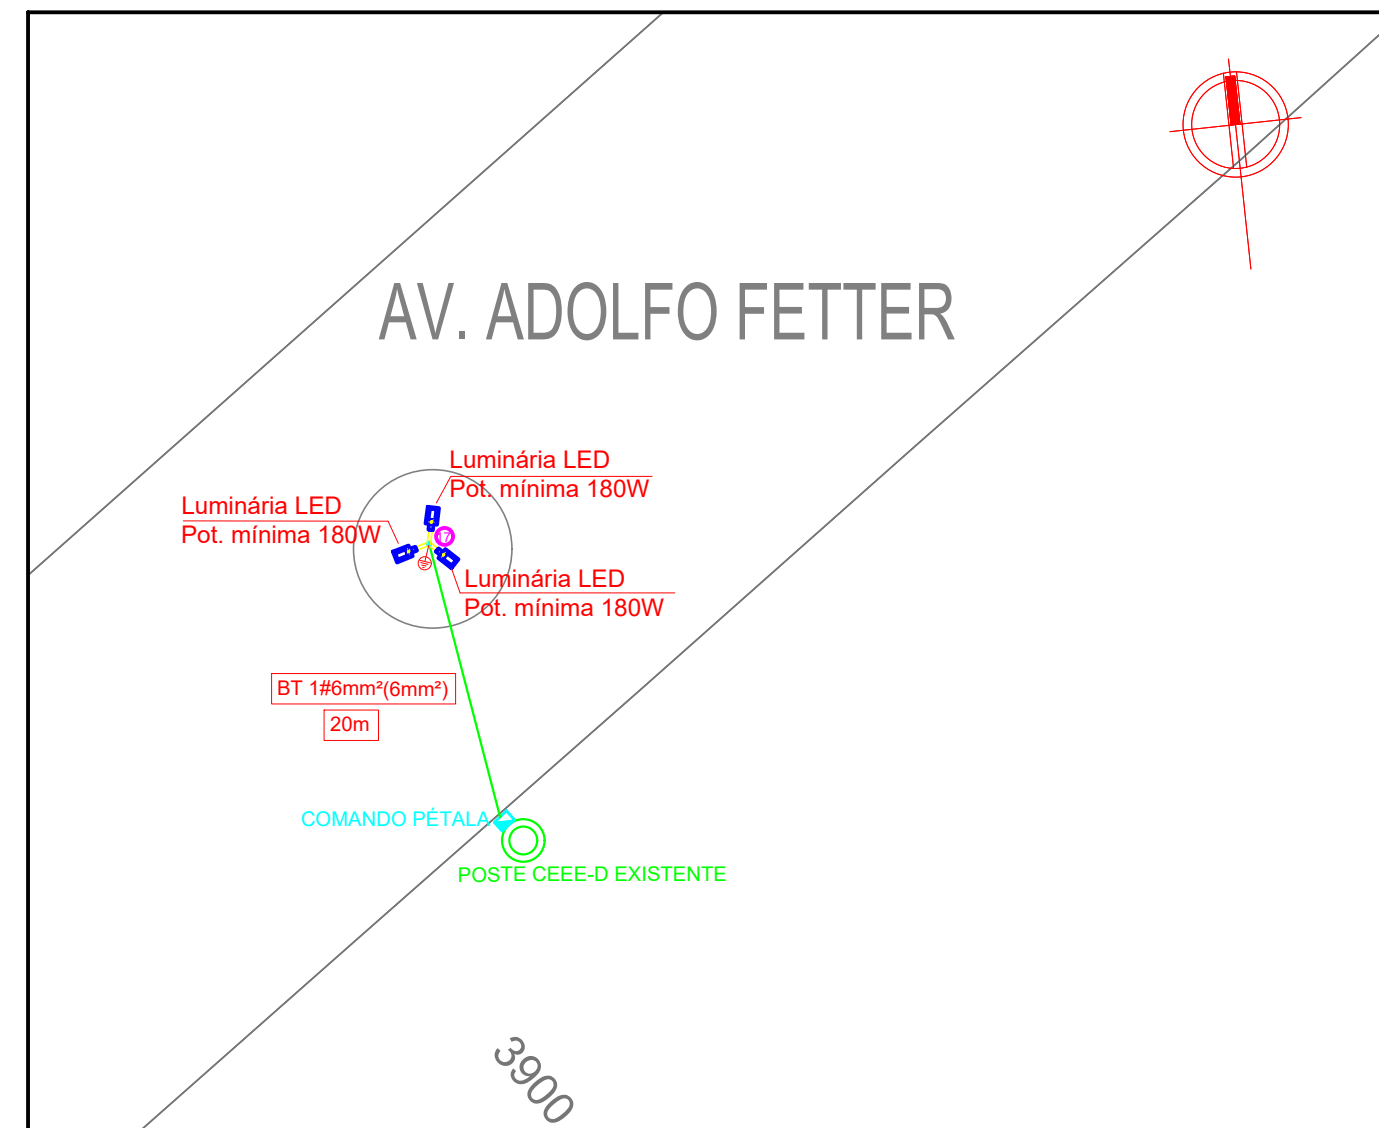 AV. ADOLFO FETTER
Luminária LED
Pot. mínima 180W
Luminária LED
Pot. mínima 180W
17
Luminária LED
Pot. mínima 180W
BT 1#6mm²(6mm²)
20m
COMANDO PÉTALA
POSTE CEEE-D EXISTENTE
3900